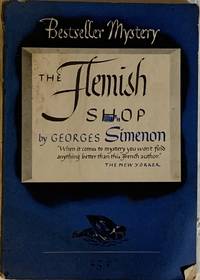 Bestseller Mystery
THE
Flemish
SHOP
by GEORGES Simenon
"When it comes to mystery you won't find
anything better than this French author."
THE NEW YORKER